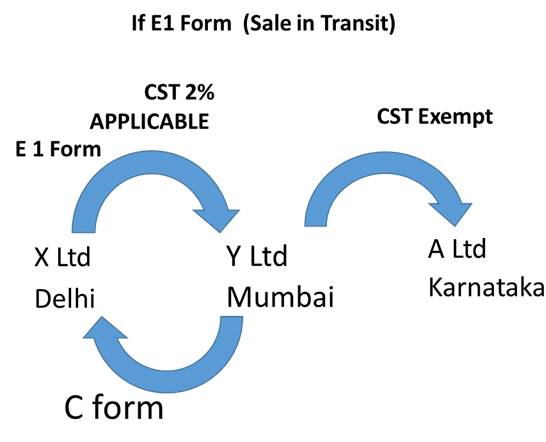 If E1 Form  (Sale in Transit)
CST 2%
APPLICABLE
CST Exempt
E 1 Form
X Ltd
Delhi
Y Ltd
Mumbai
A Ltd
Karnataka
C form